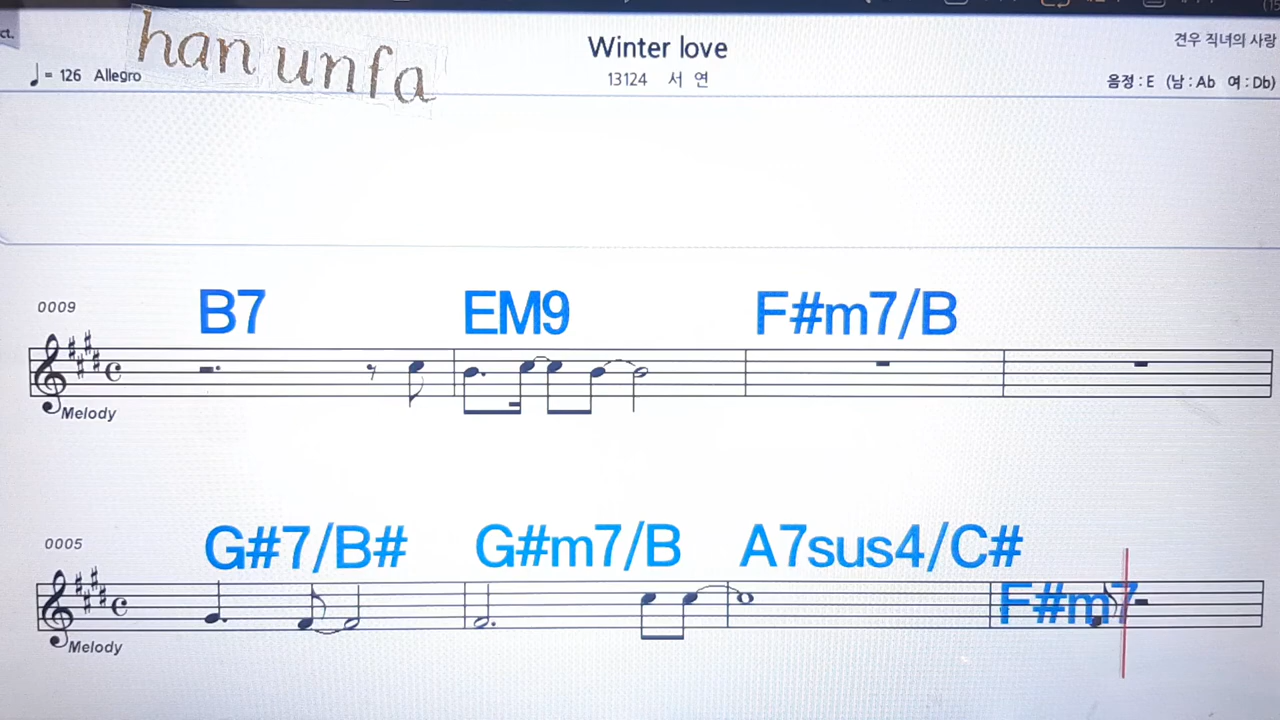 ct.
han unfa
Winter love
견우 직녀의 사랑
= 126 Allegro
13124 서 연
음정 : E (남 : Ab 여 : Db)
0009
B7 EM9 F#m7/B
Melody
0005
G#7/B# G#m7/B A7sus4/C#
F#m7
Melody